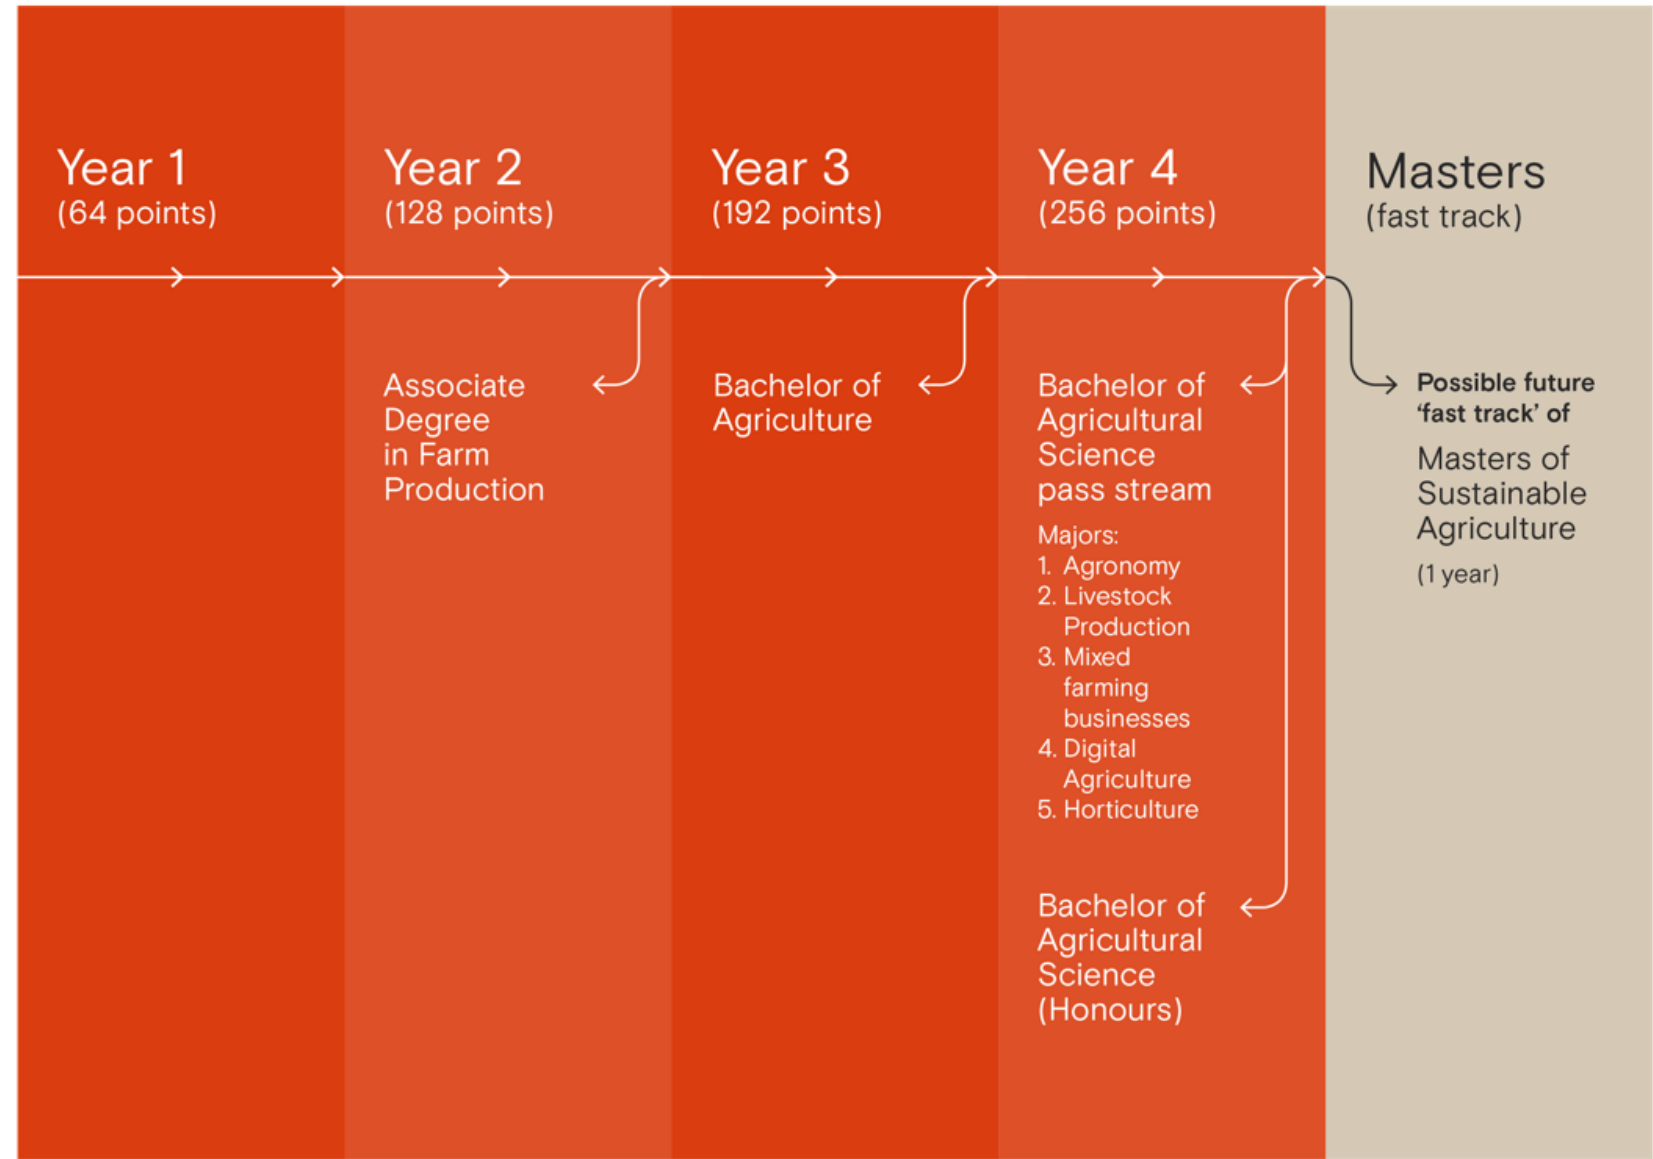 Year 1
(64 points)
Year 2
(128 points)
Associate
Degree
in Farm
Production
Year 3
(192 points)
Bachelor of
Agriculture
Year 4
(256 points)
Bachelor of
Agricultural
Science
pass stream
Majors:
1. Agronomy
2. Livestock
Production
3. Mixed
farming
businesses
4. Digital
Agriculture
5. Horticulture
Bachelor of
Agricultural
Science
(Honours)
Masters
(fast track)
Possible future
‘fast track’ of
Masters of
Sustainable
Agriculture
(1 year)